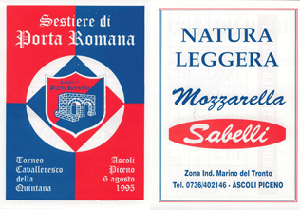 Sestiere di
Porta Romana
Torneo
Cavalleresco
della
Quintana
Ascoli
Piceno
6 agosto
1995
NATURA
LEGGERA
Mozzarella
Sabelli
Zona Ind. Marino del Tronto
Tel. 0736/402146 - ASCOLI PICENO